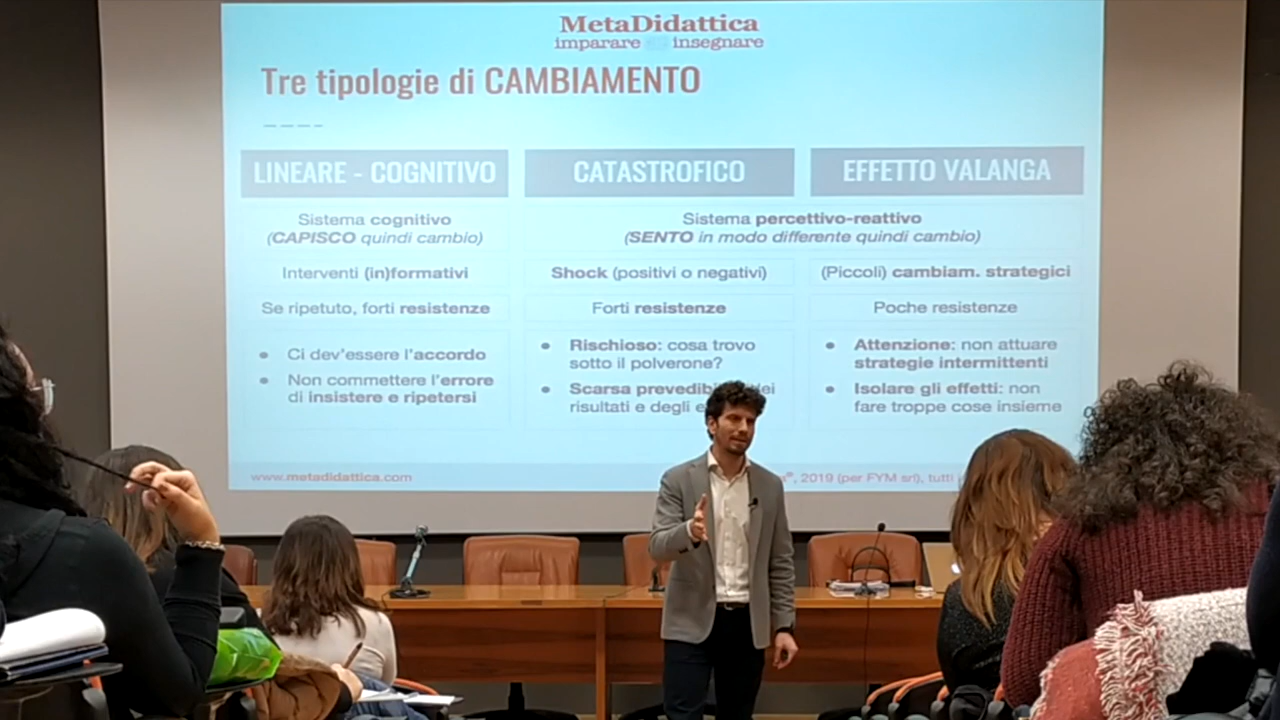 MetaDidattica
imparare insegnare
Tre tipologie di CAMBIAMENTO
LINEARE - COGNITIVO
CATASTROFICO
EFFETTO VALANGA
Sistema cognitivo
(CAPISCO quindi cambio)
Sistema percettivo-reattivo
(SENTO in modo differente quindi cambio)
Interventi (in)formativi
Shock (positivi o negativi)
(Piccoli) cambiam. strategici
Se ripetuto, forti resistenze
Forti resistenze
Poche resistenze
• Ci dev'essere l'accordo
• Non commettere l'errore
di insistere e ripetersi
• Rischioso: cosa trovo
sotto il polverone?
• Scarsa
risultati e degli
• Attenzione: non attuare
strategie intermittenti
• Isolare gli effetti: non
fare troppe cose insieme
www.metadidattica.com
2019 (per FYM srl), tutti